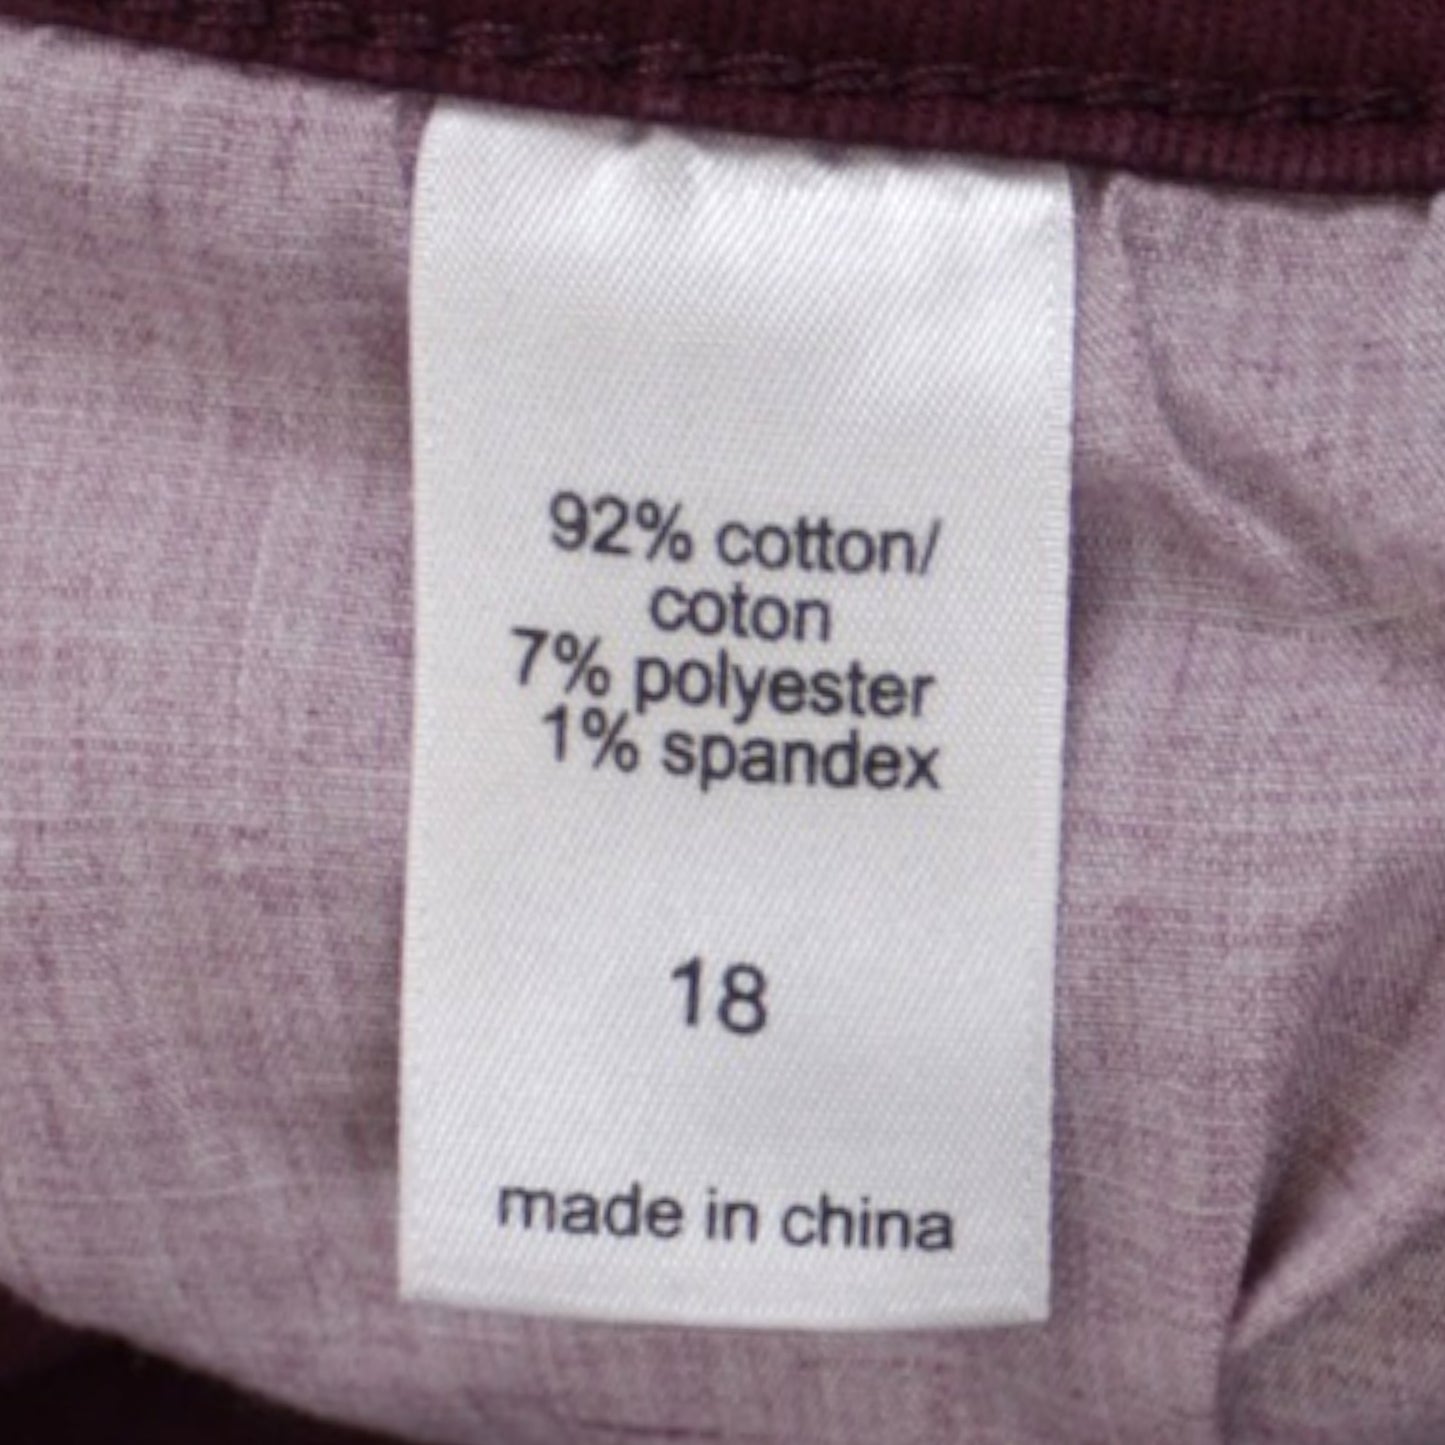 92% cotton/
coton
7% polyester
1% spandex
18
made in china